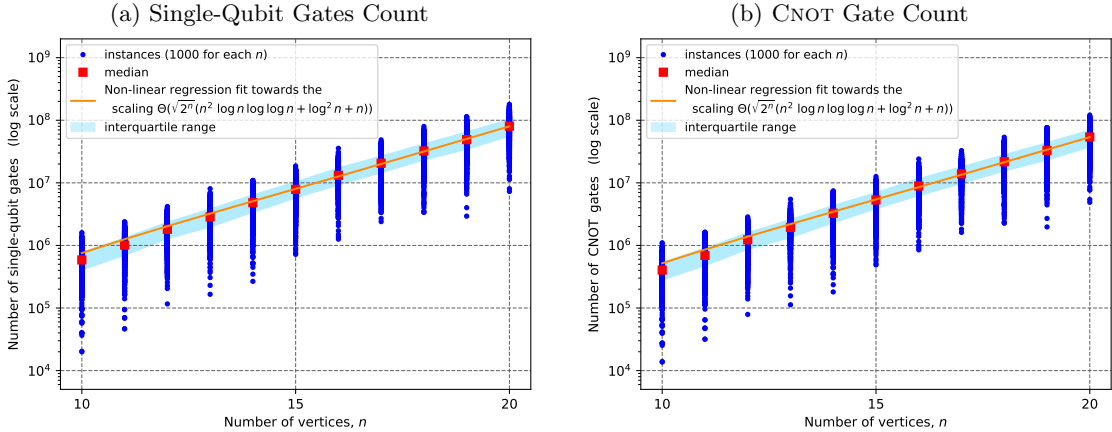 (a) Single-Qubit Gates Count
10⁹
10⁸
10⁷
10⁶
10⁵
10⁴
Number of single-qubit gates (log scale)
instances (1000 for each n)
median
Non-linear regression fit towards the
scaling Θ(√2ⁿ(n² log n log log n + log² n + n))
interquartile range
10
15
20
Number of vertices, n
(b) CNOT Gate Count
10⁹
10⁸
10⁷
10⁶
10⁵
10⁴
Number of CNOT gates (log scale)
instances (1000 for each n)
median
Non-linear regression fit towards the
scaling Θ(√2ⁿ(n² log n log log n + log² n + n))
interquartile range
10
15
20
Number of vertices, n